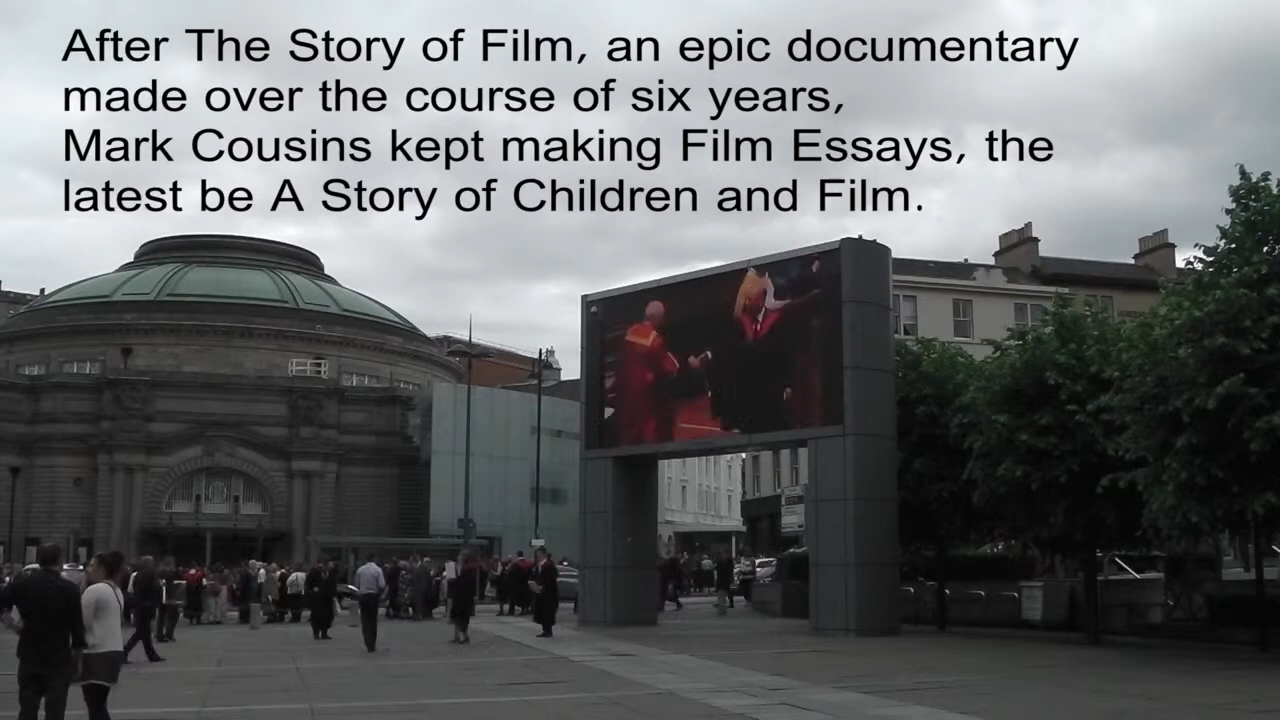 After The Story of Film, an epic documentary
made over the course of six years,
Mark Cousins kept making Film Essays, the
latest be A Story of Children and Film.